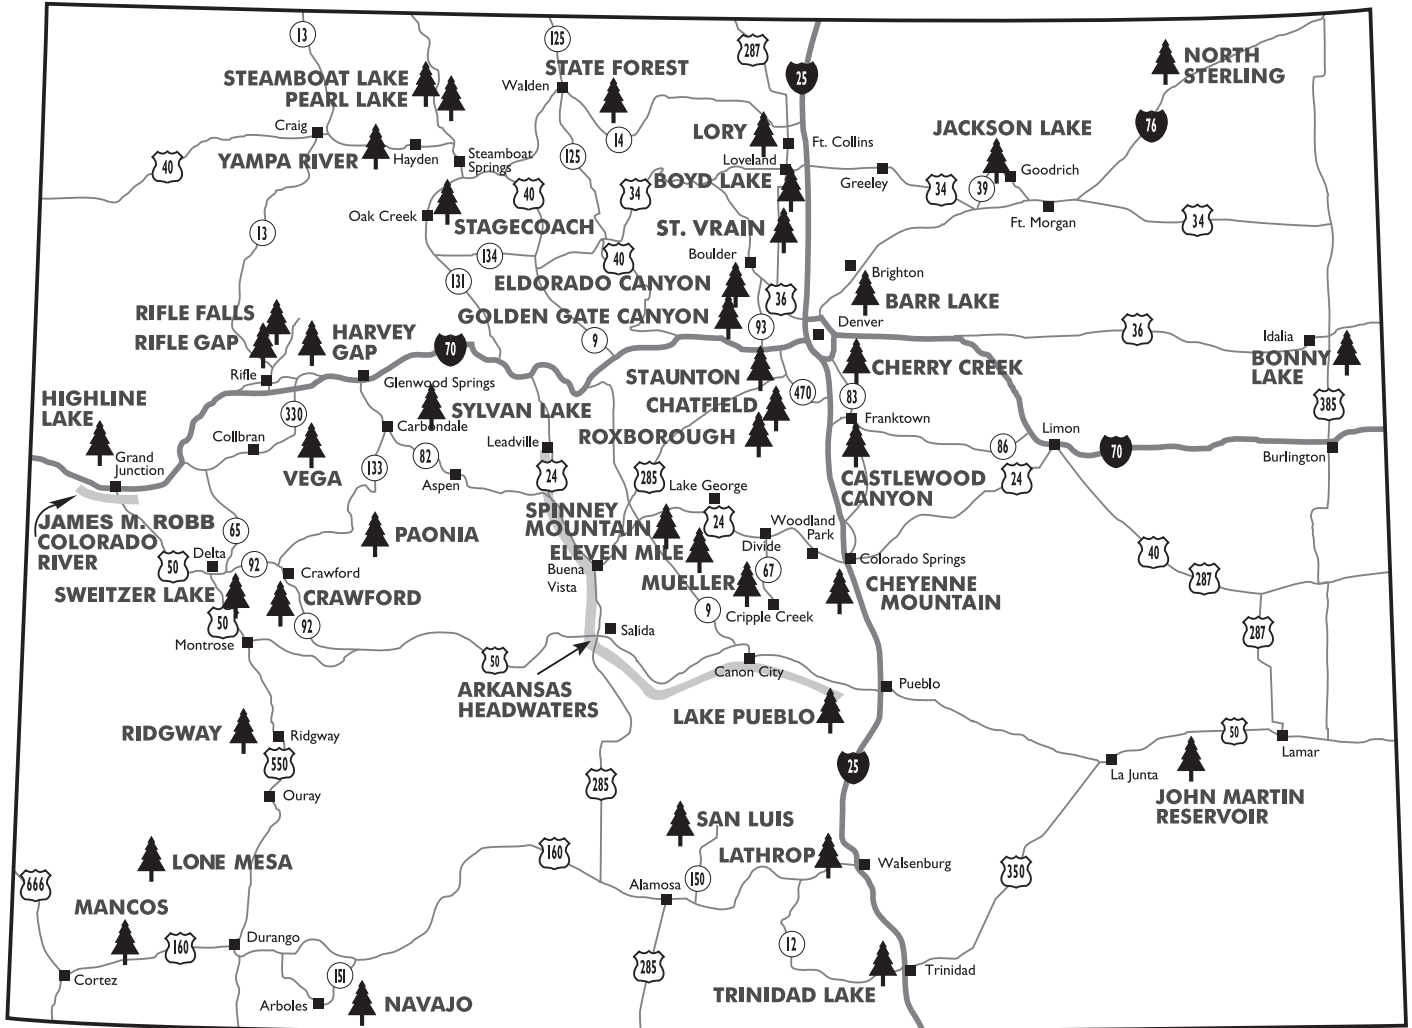 13
125
287
25
NORTH
STERLING
STATE FOREST
STEAMBOAT LAKE
PEARL LAKE
Walden
76
Craig
LORY
Ft. Collins
JACKSON LAKE
14
40
YAMPA RIVER
Hayden
Steamboat
Springs
125
Loveland
BOYD LAKE
Greeley
Goodrich
34
39
40
34
Oak Creek
STAGECOACH
ST. VRAIN
Ft. Morgan
34
13
134
40
Boulder
131
ELDORADO CANYON
Brighton
BARR LAKE
36
RIFLE FALLS
GOLDEN GATE CANYON
93
Denver
RIFLE GAP
HARVEY
GAP
70
9
36
Idalia
BONNY
LAKE
Rifle
Glenwood Springs
STAUNTON
CHERRY CREEK
HIGHLINE
LAKE
330
SYLVAN LAKE
CHATFIELD
470
83
385
Collbran
Carbondale
Leadville
ROXBOROUGH
Franktown
86
Limon
70
Burlington
Grand
Junction
VEGA
133
82
Aspen
24
285
Lake George
CASTLEWOOD
CANYON
24
JAMES M. ROBB
COLORADO
RIVER
65
PAONIA
SPINNEY
MOUNTAIN
24
Woodland
Park
Divide
Delta
50
92
Crawford
ELEVEN MILE
Buena
Vista
67
Colorado Springs
40
287
SWEITZER LAKE
CRAWFORD
MUELLER
CHEYENNE
MOUNTAIN
50
92
9
Cripple Creek
Montrose
Salida
287
50
Canon City
ARKANSAS
HEADWATERS
Pueblo
LAKE PUEBLO
RIDGWAY
Ridgway
50
Lamar
550
25
La Junta
285
Ouray
JOHN MARTIN
RESERVOIR
SAN LUIS
LONE MESA
160
LATHROP
Walsenburg
666
Alamosa
150
350
MANCOS
Durango
160
12
285
Cortez
151
Trinidad
Arboles
NAVAJO
TRINIDAD LAKE